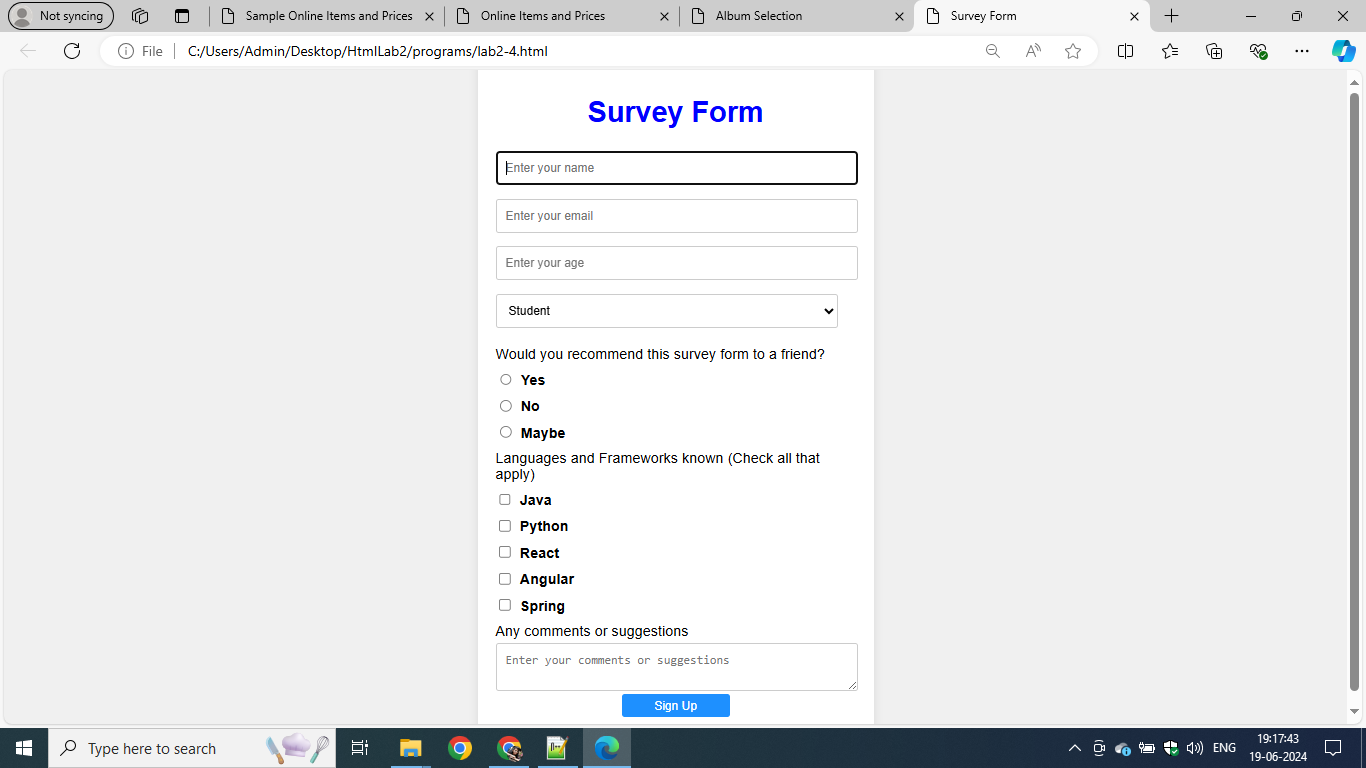 Not syncing
Sample Online Items and Prices
Online Items and Prices
Album Selection
Survey Form
File
C:/Users/Admin/Desktop/HtmlLab2/programs/lab2-4.html
Survey Form
Enter your name
Enter your email
Enter your age
Student
Would you recommend this survey form to a friend?
Yes
No
Maybe
Languages and Frameworks known (Check all that
apply)
Java
Python
React
Angular
Spring
Any comments or suggestions
Enter your comments or suggestions
Sign Up
Type here to search
ENG
19:17:43
19-06-2024